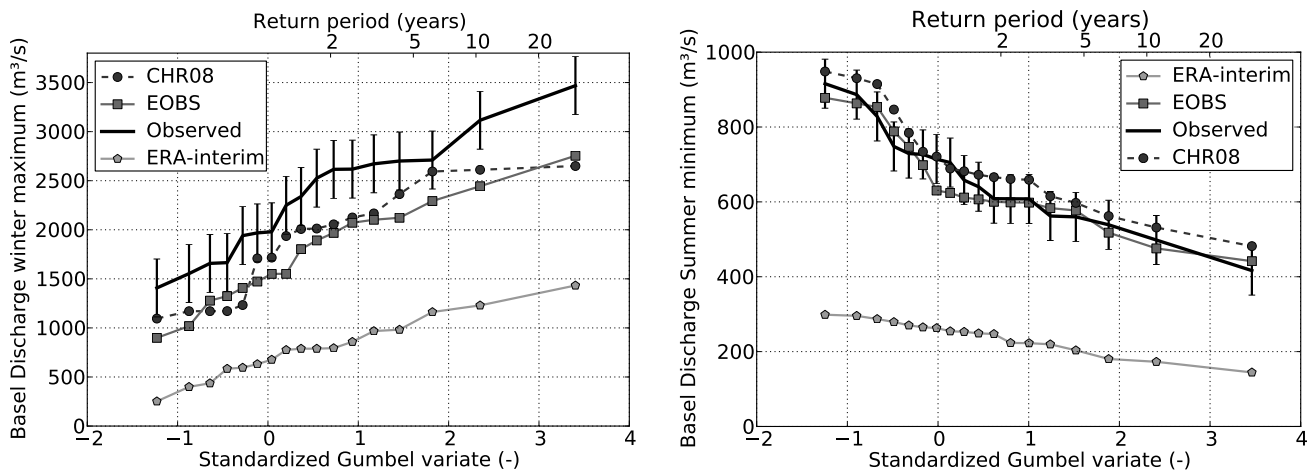 Return period (years)
2 5 10 20
Basel Discharge winter maximum (m³/s)
3500
3000
2500
2000
1500
1000
500
0
CHR08
EOBS
Observed
ERA-interim
−2 −1 0 1 2 3 4
Standardized Gumbel variate (-)
Return period (years)
2 5 10 20
Basel Discharge Summer minimum (m³/s)
1000
800
600
400
200
0
ERA-interim
EOBS
Observed
CHR08
−2 −1 0 1 2 3 4
Standardized Gumbel variate (-)